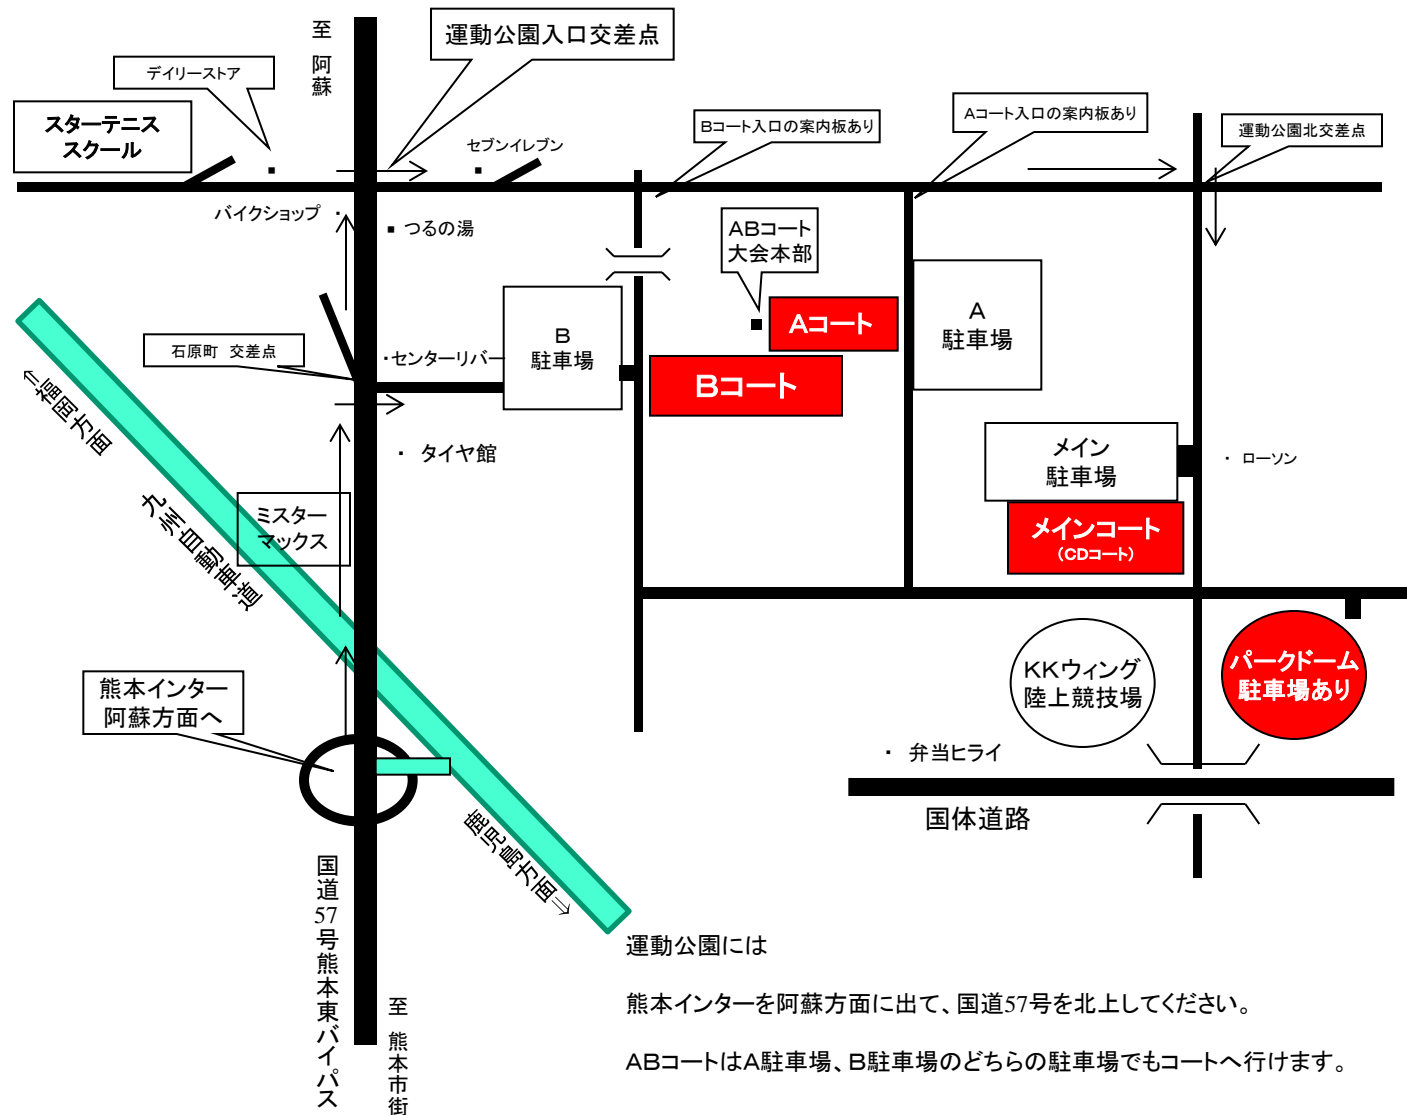 至 阿蘇
運動公園入口交差点
デイリーストア
スターテニス
スクール
セブンイレブン
Bコート入口の案内板あり
Aコート入口の案内板あり
運動公園北交差点
バイクショップ
つるの湯
ABコート
大会本部
Aコート
A
駐車場
B
駐車場
石原町 交差点
・センターリバー
Bコート
⇐福岡方面
・ タイヤ館
メイン
駐車場
・ ローソン
九州自動車道
ミスター
マックス
メインコート
（CDコート）
熊本インター
阿蘇方面へ
KKウィング
陸上競技場
パークドーム
駐車場あり
・ 弁当ヒライ
国体道路
鹿児島方面⇒
国道57号熊本東バイパス
至 熊本市街
運動公園には
熊本インターを阿蘇方面に出て、国道57号を北上してください。
ABコートはA駐車場、B駐車場のどちらの駐車場でもコートへ行けます。